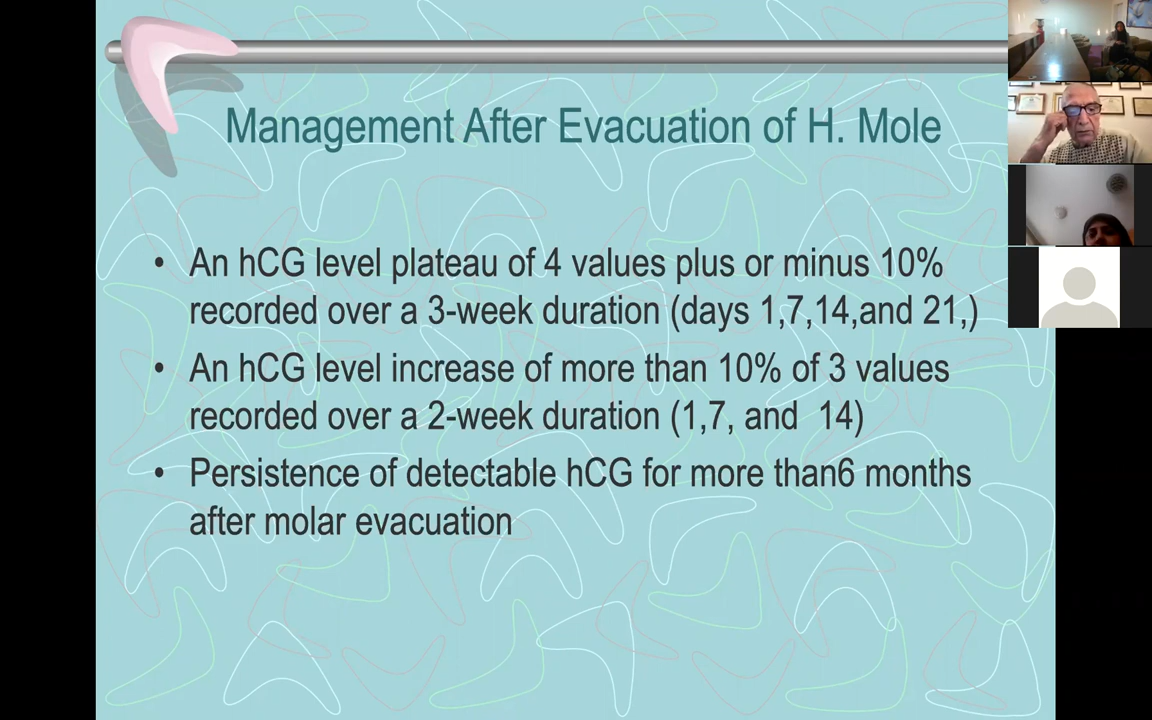 Management After Evacuation of H. Mole
• An hCG level plateau of 4 values plus or minus 10%
recorded over a 3-week duration (days 1,7,14,and 21,)
• An hCG level increase of more than 10% of 3 values
recorded over a 2-week duration (1,7, and  14)
• Persistence of detectable hCG for more than6 months
after molar evacuation